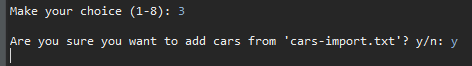 Make your choice (1-8): 3
Are you sure you want to add cars from 'cars-import.txt'? y/n: y